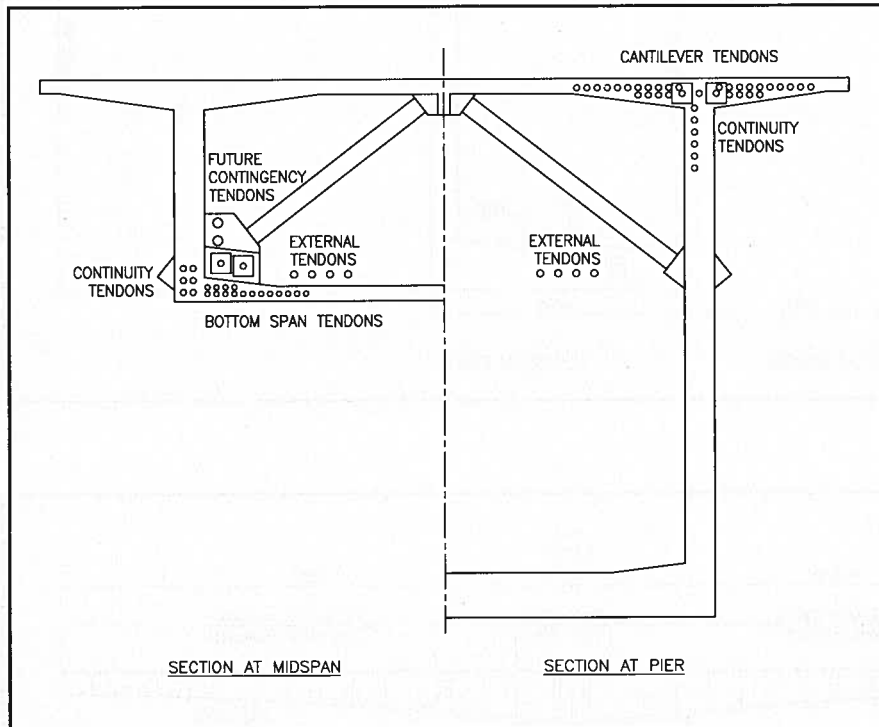 CANTILEVER TENDONS
CONTINUITY
TENDONS
FUTURE
CONTINGENCY
TENDONS
EXTERNAL
TENDONS
EXTERNAL
TENDONS
CONTINUITY
TENDONS
BOTTOM SPAN TENDONS
SECTION AT MIDSPAN
SECTION AT PIER